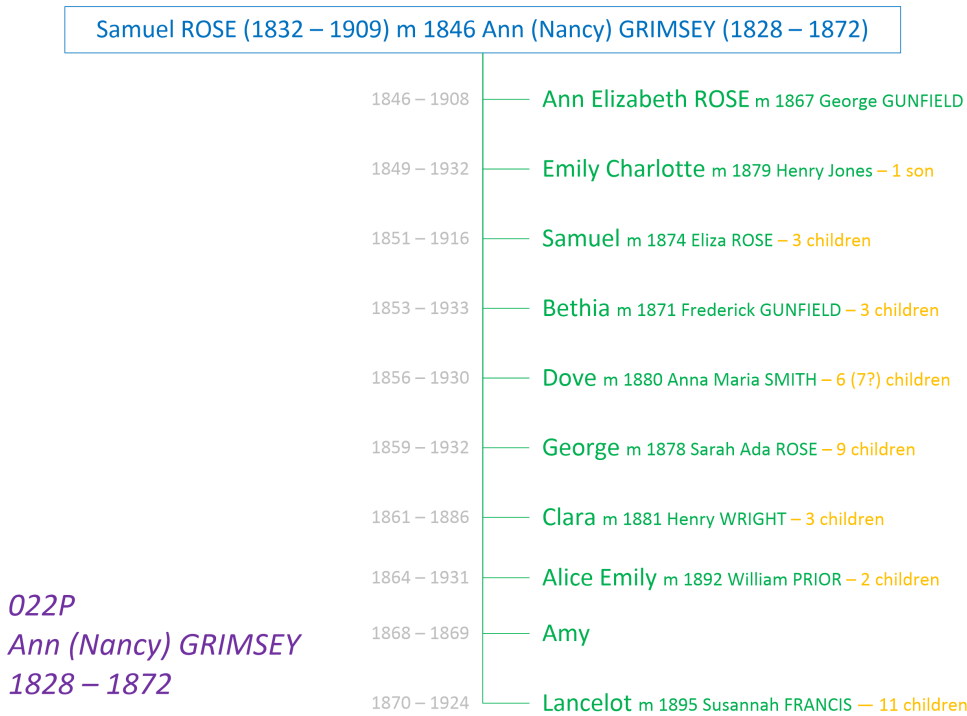 Samuel ROSE (1832 – 1909) m 1846 Ann (Nancy) GRIMSEY (1828 – 1872)
1846 – 1908 Ann Elizabeth ROSE m 1867 George GUNFIELD
1849 – 1932 Emily Charlotte m 1879 Henry Jones – 1 son
1851 – 1916 Samuel m 1874 Eliza ROSE – 3 children
1853 – 1933 Bethia m 1871 Frederick GUNFIELD – 3 children
1856 – 1930 Dove m 1880 Anna Maria SMITH – 6 (7?) children
1859 – 1932 George m 1878 Sarah Ada ROSE – 9 children
1861 – 1886 Clara m 1881 Henry WRIGHT – 3 children
1864 – 1931 Alice Emily m 1892 William PRIOR – 2 children
1868 – 1869 Amy
1870 – 1924 Lancelot m 1895 Susannah FRANCIS — 11 children
022P
Ann (Nancy) GRIMSEY
1828 – 1872